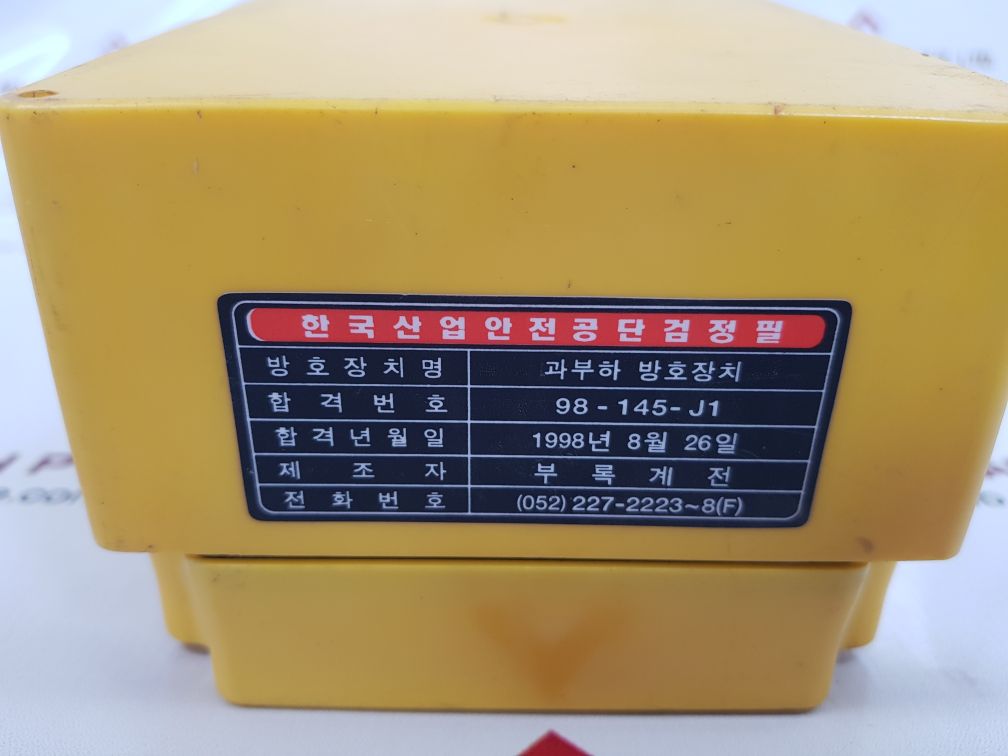 한국산업안전공단검정필
방호장치명 과부하 방호장치
합격번호 98-145-J1
합격년월일 1998년 8월 26일
제조자 부록계전
전화번호 (052) 227-2223~8(F)